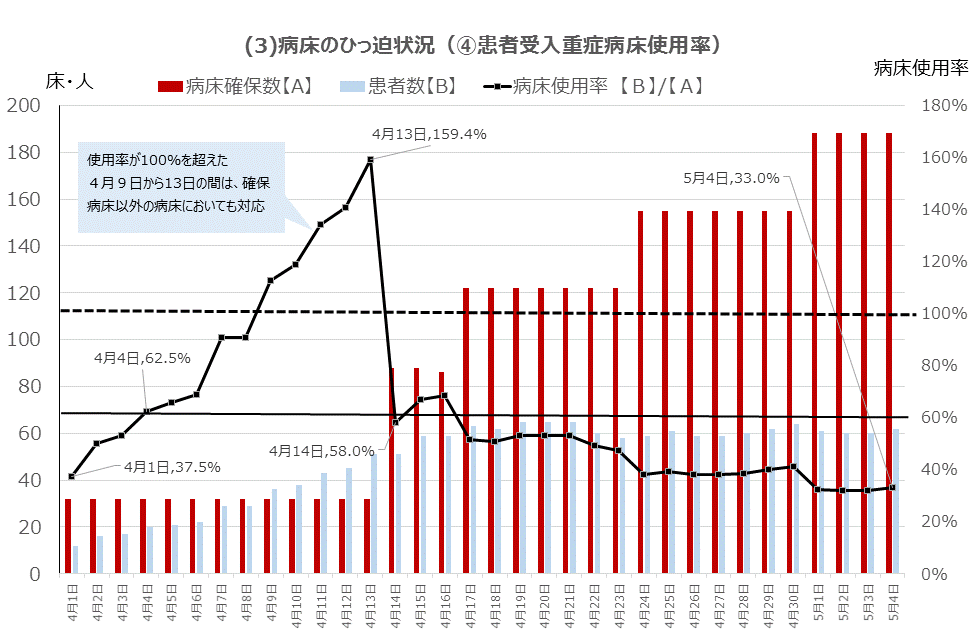 (3)病床のひっ迫状況（④患者受入重症病床使用率）
床・人
病床使用率
病床確保数【A】
患者数【B】
病床使用率 【B】/【A】
200
180
160
140
120
100
80
60
40
20
0
180%
160%
140%
120%
100%
80%
60%
40%
20%
0%
使用率が100%を超えた
４月９日から13日の間は、確保
病床以外の病床においても対応
4月13日,159.4%
5月4日,33.0%
4月4日,62.5%
4月14日,58.0%
4月1日,37.5%
4月1日
4月2日
4月3日
4月4日
4月5日
4月6日
4月7日
4月8日
4月9日
4月10日
4月11日
4月12日
4月13日
4月14日
4月15日
4月16日
4月17日
4月18日
4月19日
4月20日
4月21日
4月22日
4月23日
4月24日
4月25日
4月26日
4月27日
4月28日
4月29日
4月30日
5月1日
5月2日
5月3日
5月4日